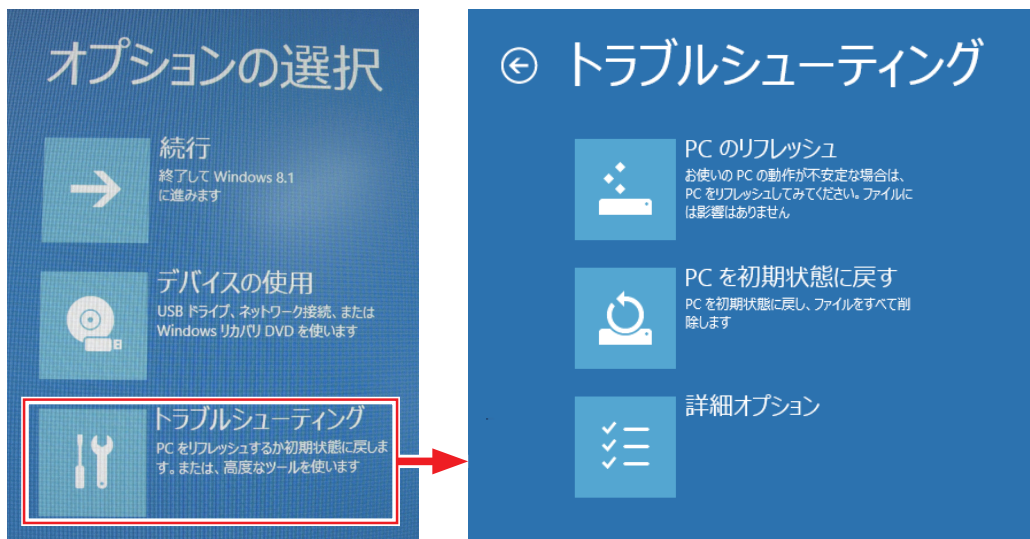 オプションの選択
続行
終了して Windows 8.1
に進みます
デバイスの使用
USB ドライブ、ネットワーク接続、または
Windows リカバリ DVD を使います
トラブルシューティング
PC をリフレッシュするか初期状態に戻しま
す。または、高度なツールを使います
トラブルシューティング
PC のリフレッシュ
お使いの PC の動作が不安定な場合は、
PC をリフレッシュしてみてください。ファイルに
は影響はありません
PC を初期状態に戻す
PC を初期状態に戻し、ファイルをすべて削
除します
詳細オプション